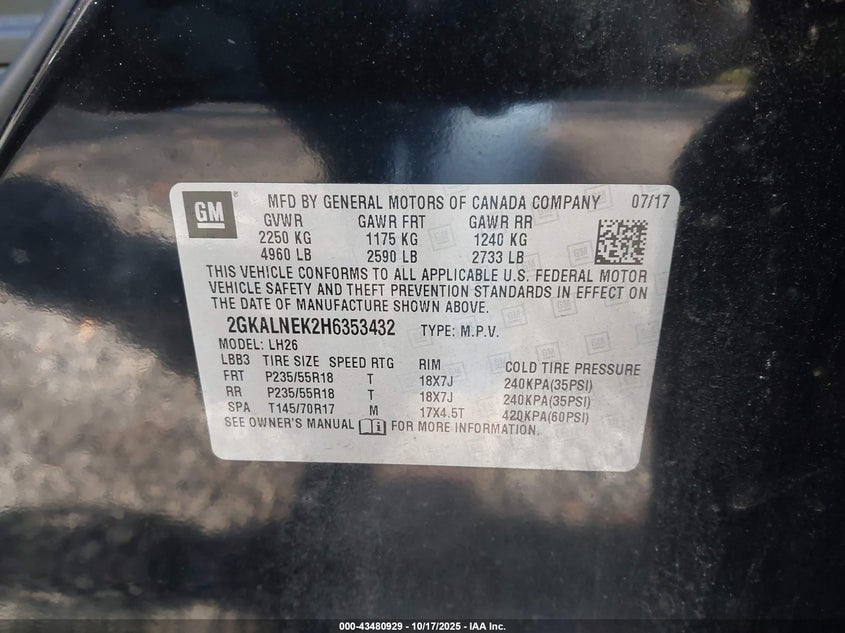 GM
MFD BY GENERAL MOTORS OF CANADA COMPANY 07/17
GVWR GAWR FRT GAWR RR
2250 KG 1175 KG 1240 KG
4960 LB 2590 LB 2733 LB
THIS VEHICLE CONFORMS TO ALL APPLICABLE U.S. FEDERAL MOTOR
VEHICLE SAFETY AND THEFT PREVENTION STANDARDS IN EFFECT ON
THE DATE OF MANUFACTURE SHOWN ABOVE.
2GKALNEK2H6353432 TYPE: M.P.V.
MODEL: LH26
LBB3 TIRE SIZE SPEED RTG RIM COLD TIRE PRESSURE
FRT P235/55R18 T 18X7J 240KPA(35PSI)
RR P235/55R18 T 18X7J 240KPA(35PSI)
SPA T145/70R17 M 17X4.5T 420KPA(60PSI)
SEE OWNER'S MANUAL FOR MORE INFORMATION.
000-43480929 - 10/17/2025 - IAA Inc.